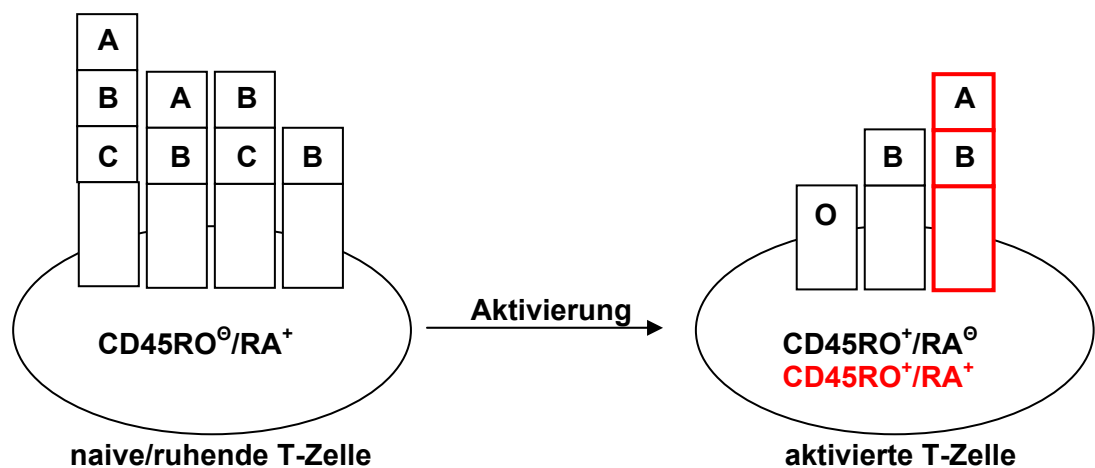 A
B
C
A
B
B
C
B
O
B
A
B
Aktivierung
CD45RO⊖/RA+
CD45RO+/RA⊖
CD45RO+/RA+
naive/ruhende T-Zelle
aktivierte T-Zelle